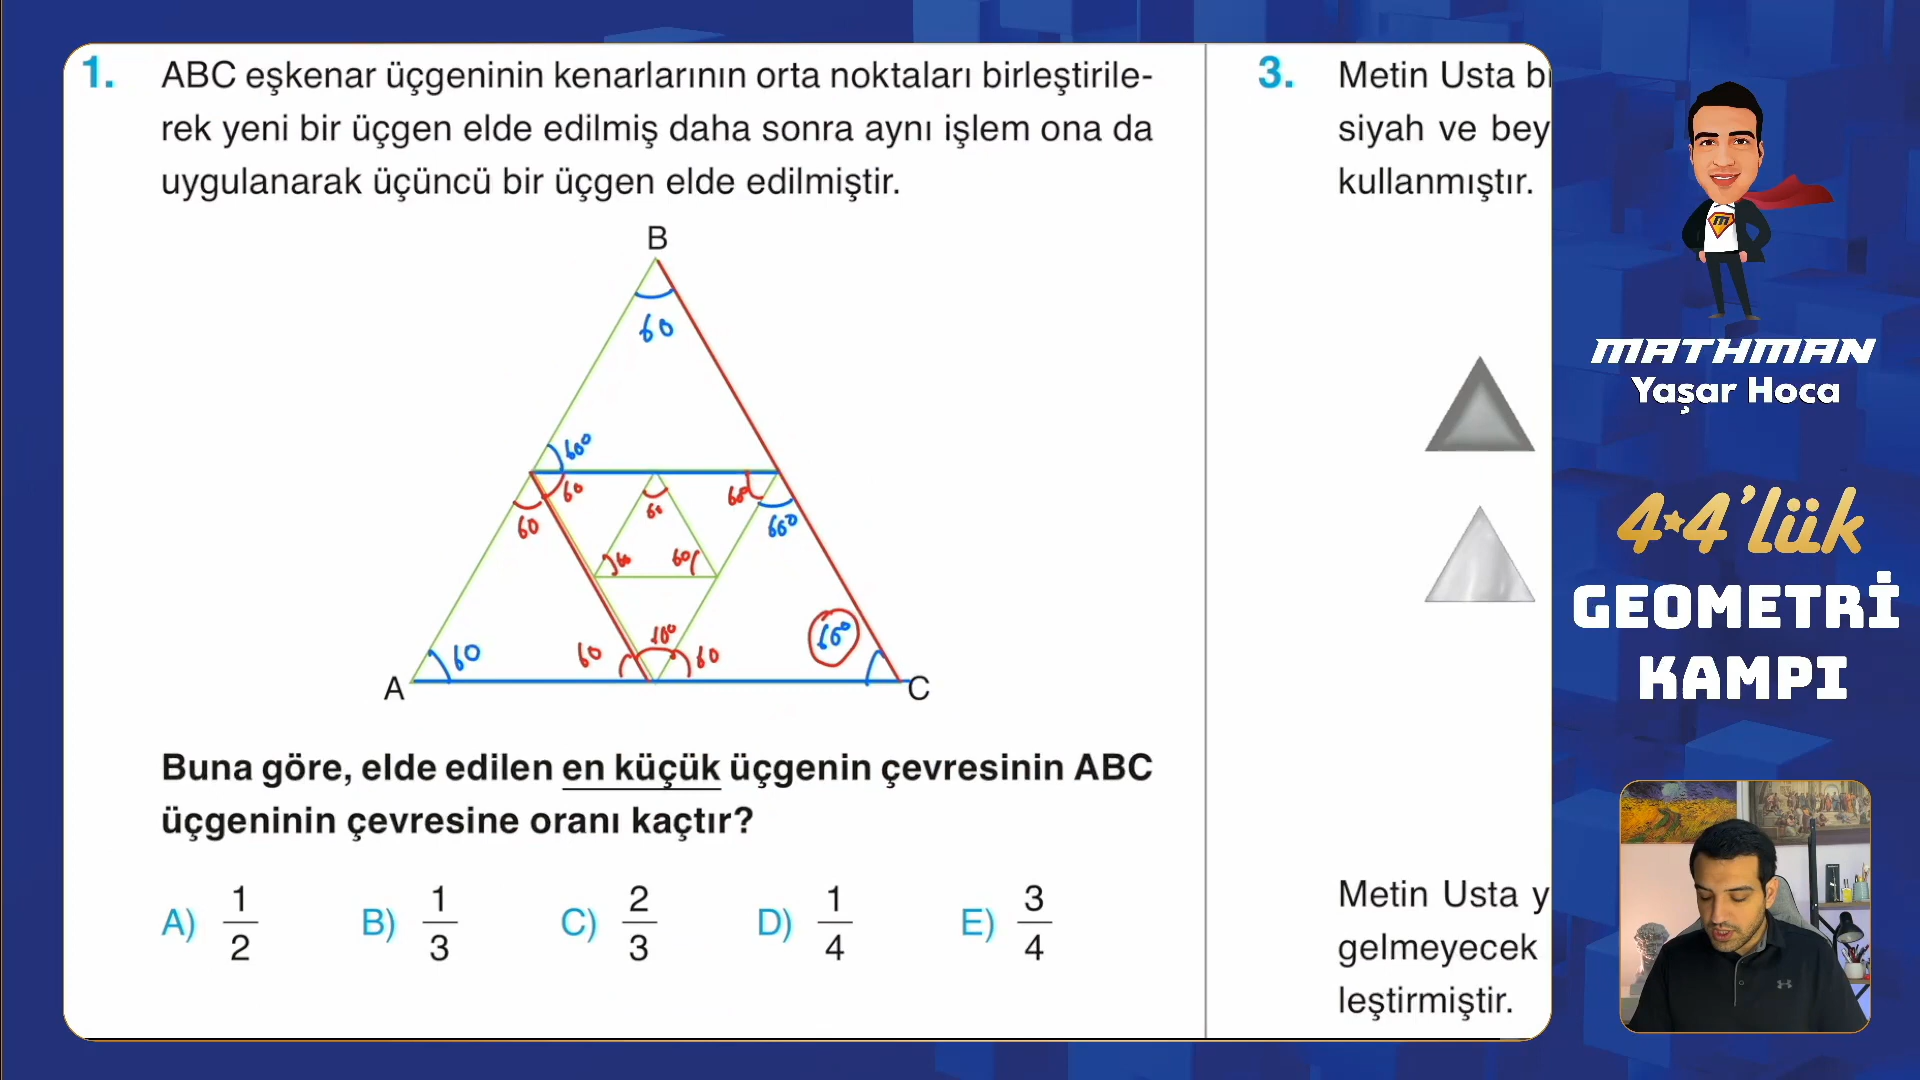 1. ABC eşkenar üçgeninin kenarlarının orta noktaları birleştirile-
rek yeni bir üçgen elde edilmiş daha sonra aynı işlem ona da
uygulanarak üçüncü bir üçgen elde edilmiştir.
B
60
60°
60
60
60
60°
60°
60
60
60
60
60°
60
60°
A
C
Buna göre, elde edilen en küçük üçgenin çevresinin ABC
üçgeninin çevresine oranı kaçtır?
A) 1/2 B) 1/3 C) 2/3 D) 1/4 E) 3/4
3. Metin Usta b
siyah ve bey
kullanmıştır.
Metin Usta y
gelmeyecek
leştirmiştir.
M
MATHMAN
Yaşar Hoca
4★4'lük
GEOMETRİ
KAMPI